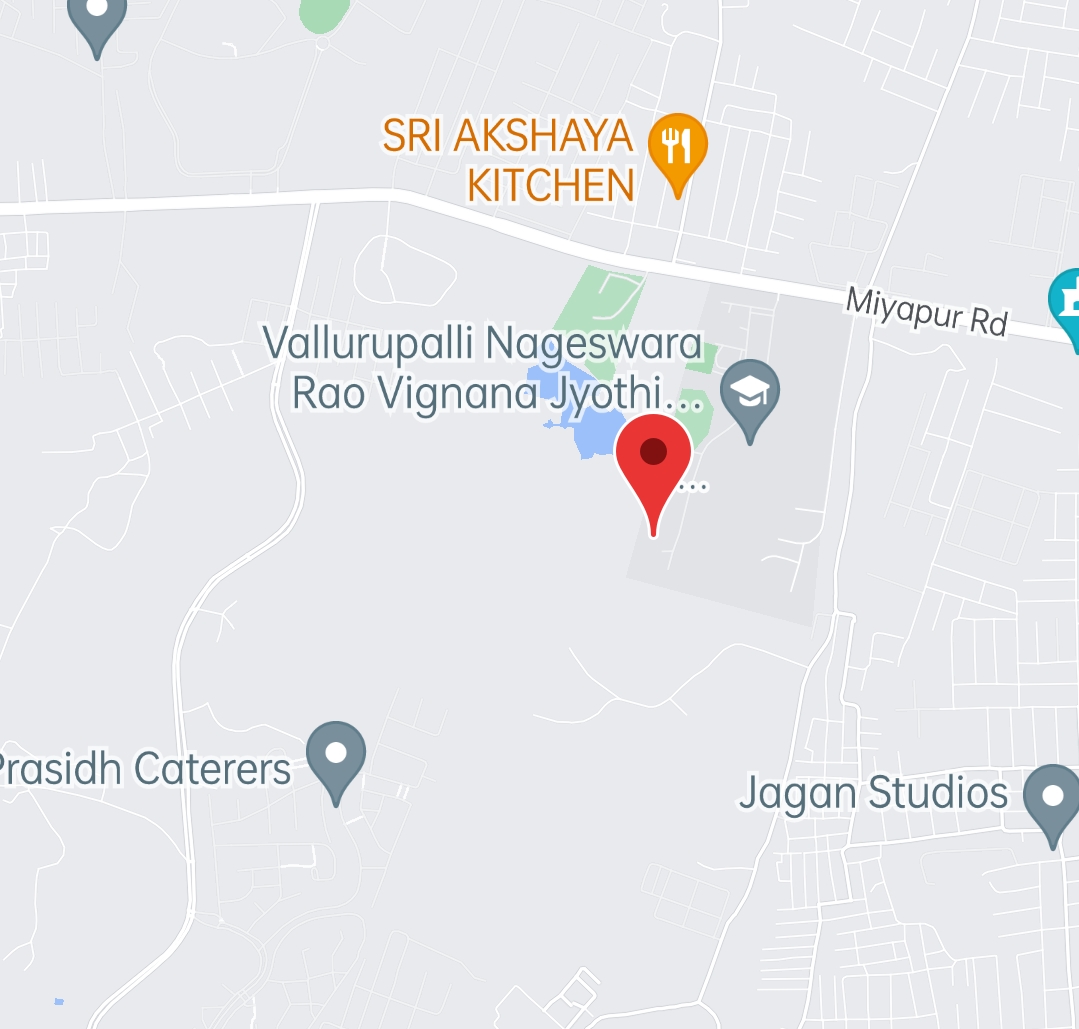 SRI AKSHAYA
KITCHEN
Miyapur Rd
Vallurupalli Nageswara
Rao Vignana Jyothi...
...
Prasidh Caterers
Jagan Studios